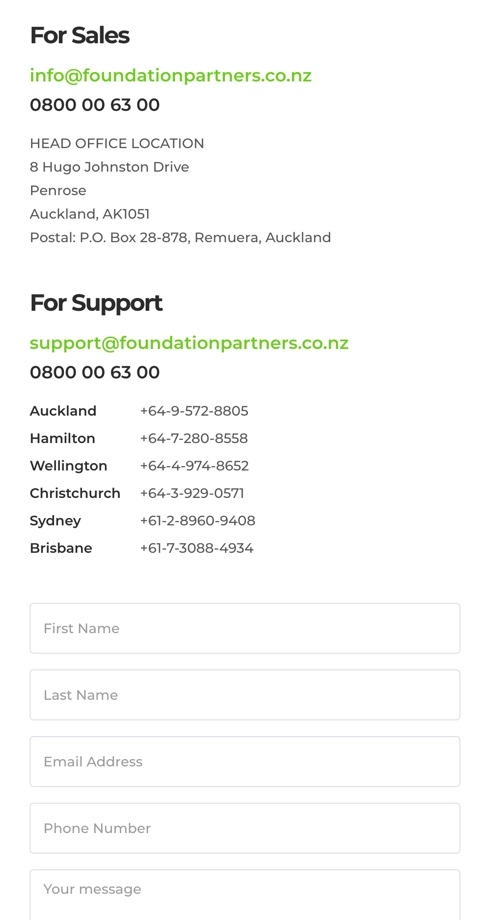 For Sales
info@foundationpartners.co.nz
0800 00 63 00
HEAD OFFICE LOCATION
8 Hugo Johnston Drive
Penrose
Auckland, AK1051
Postal: P.O. Box 28-878, Remuera, Auckland
For Support
support@foundationpartners.co.nz
0800 00 63 00
Auckland +64-9-572-8805
Hamilton +64-7-280-8558
Wellington +64-4-974-8652
Christchurch +64-3-929-0571
Sydney +61-2-8960-9408
Brisbane +61-7-3088-4934
First Name
Last Name
Email Address
Phone Number
Your message